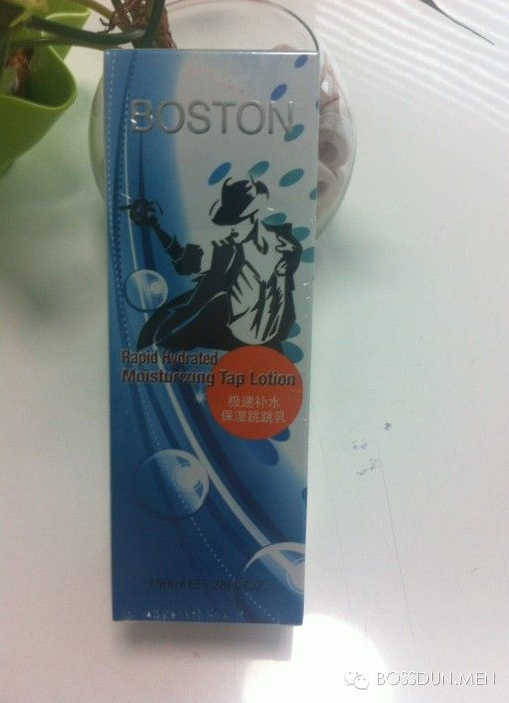 BOSTON
Rapid Hydrated
Moisturizing Tap Lotion
极速补水
保湿跳跳乳
BOSSDUN.MEN